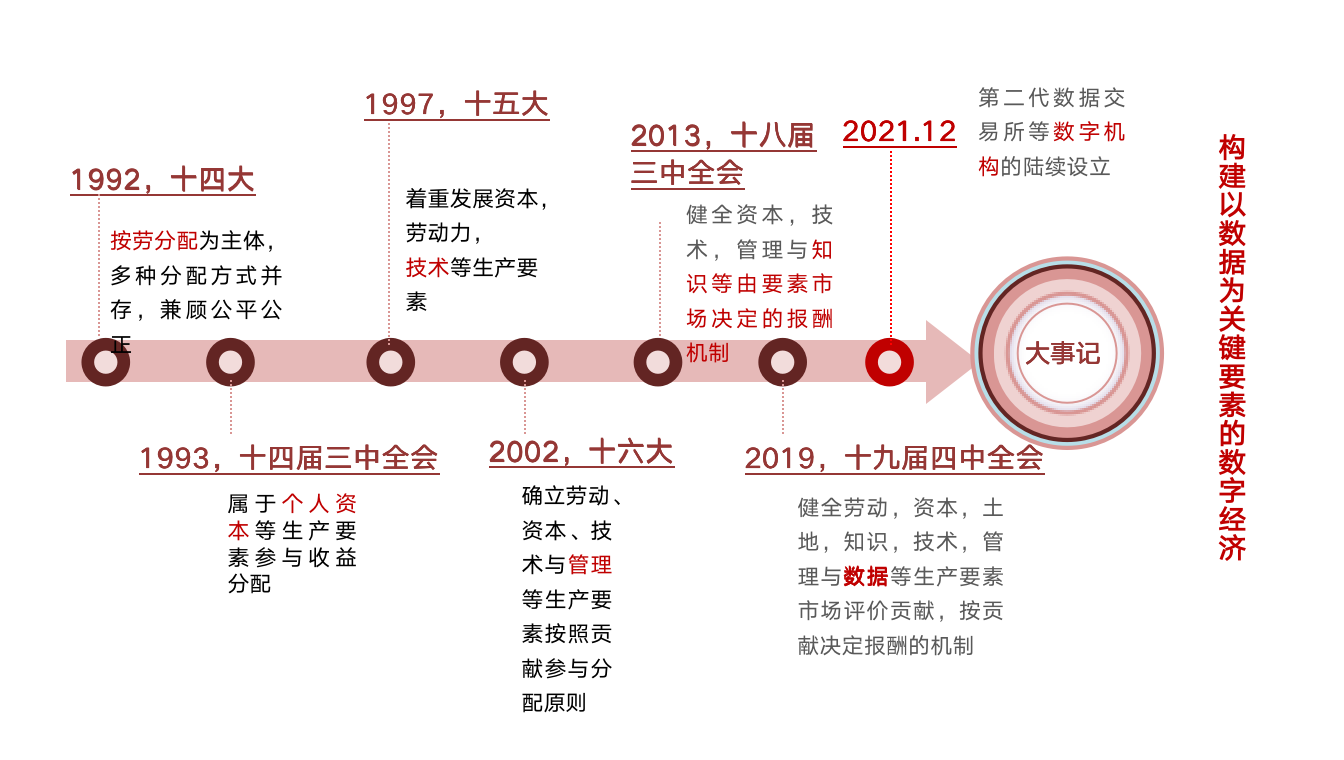 1992，十四大
按劳分配为主体，
多种分配方式并
存，兼顾公平公
正
1993，十四届三中全会
属于个人资
本等生产要
素参与收益
分配
1997，十五大
着重发展资本，
劳动力，
技术等生产要
素
2002，十六大
确立劳动、
资本、技
术与管理
等生产要
素按照贡
献参与分
配原则
2013，十八届
三中全会
健全资本，技
术，管理与知
识等由要素市
场决定的报酬
机制
2019，十九届四中全会
健全劳动，资本，土
地，知识，技术，管
理与数据等生产要素
市场评价贡献，按贡
献决定报酬的机制
2021.12
第二代数据交
易所等数字机
构的陆续设立
大事记
构建以数据为关键要素的数字经济